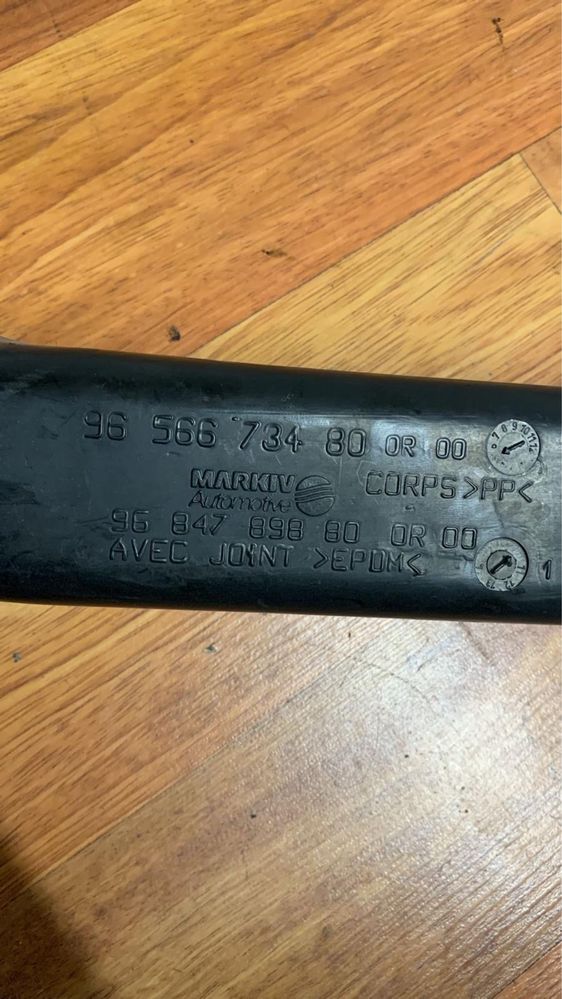 96 566 734 80 OR 00
MARKIV
Automotive
CORPS >PP<
96 847 898 80 OR 00
AVEC JOINT >EPDM<
1